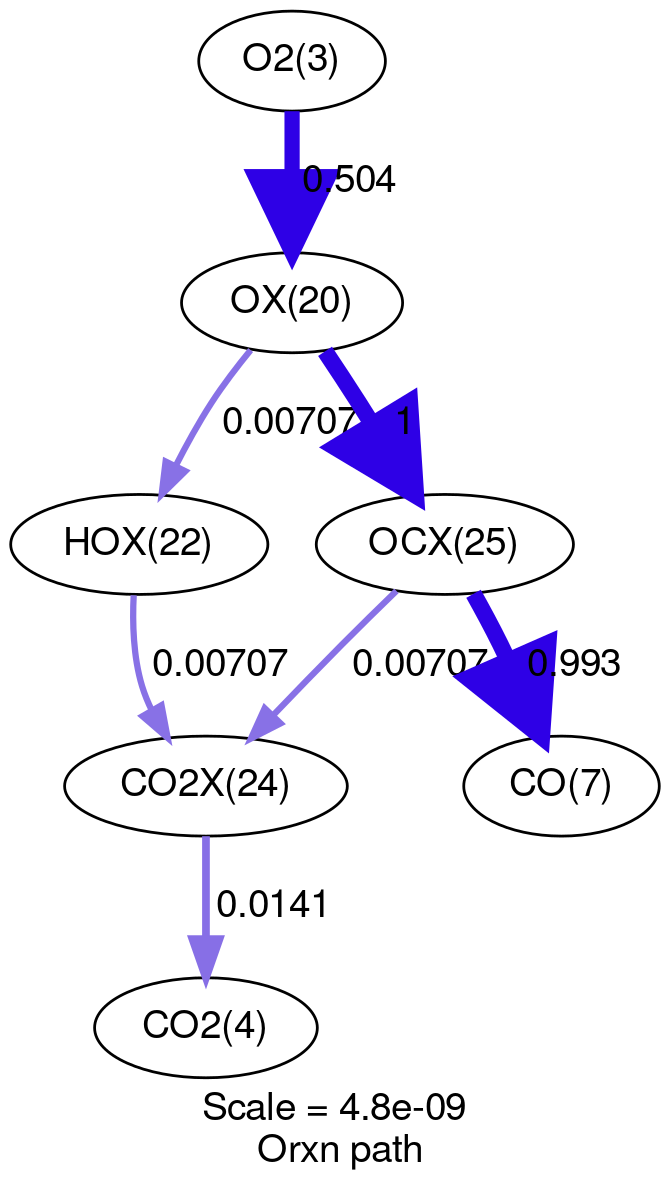 O2(3)
0.504
OX(20)
0.00707
1
HOX(22)
OCX(25)
0.00707
0.00707
0.993
CO2X(24)
CO(7)
0.0141
CO2(4)
Scale = 4.8e-09
Orxn path